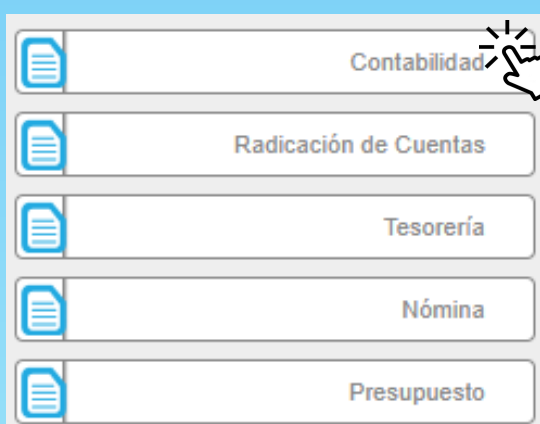 Contabilidad
Radicación de Cuentas
Tesorería
Nómina
Presupuesto